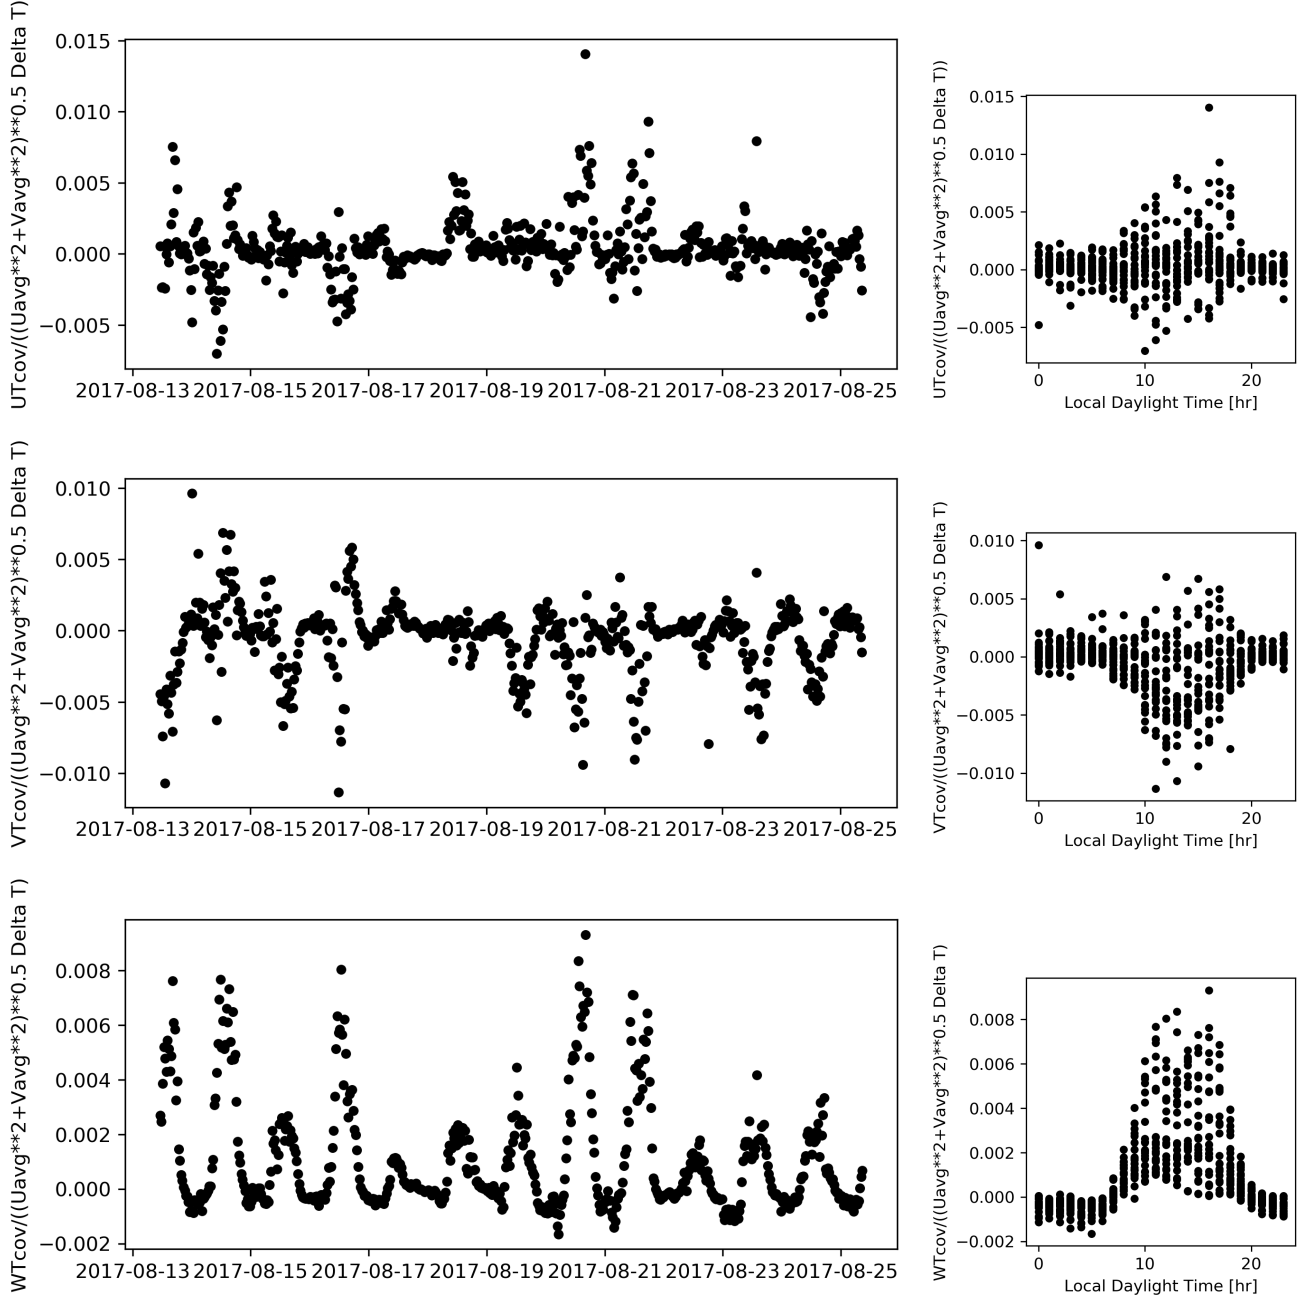 UTcov/((Uavg**2+Vavg**2)**0.5 Delta T)
0.015
0.010
0.005
0.000
−0.005
2017-08-13 2017-08-15 2017-08-17 2017-08-19 2017-08-21 2017-08-23 2017-08-25
UTcov/((Uavg**2+Vavg**2)**0.5 Delta T))
0.015
0.010
0.005
0.000
−0.005
0 10 20
Local Daylight Time [hr]
VTcov/((Uavg**2+Vavg**2)**0.5 Delta T)
0.010
0.005
0.000
−0.005
−0.010
2017-08-13 2017-08-15 2017-08-17 2017-08-19 2017-08-21 2017-08-23 2017-08-25
VTcov/((Uavg**2+Vavg**2)**0.5 Delta T)
0.010
0.005
0.000
−0.005
−0.010
0 10 20
Local Daylight Time [hr]
WTcov/((Uavg**2+Vavg**2)**0.5 Delta T)
0.008
0.006
0.004
0.002
0.000
−0.002
2017-08-13 2017-08-15 2017-08-17 2017-08-19 2017-08-21 2017-08-23 2017-08-25
WTcov/((Uavg**2+Vavg**2)**0.5 Delta T)
0.008
0.006
0.004
0.002
0.000
−0.002
0 10 20
Local Daylight Time [hr]